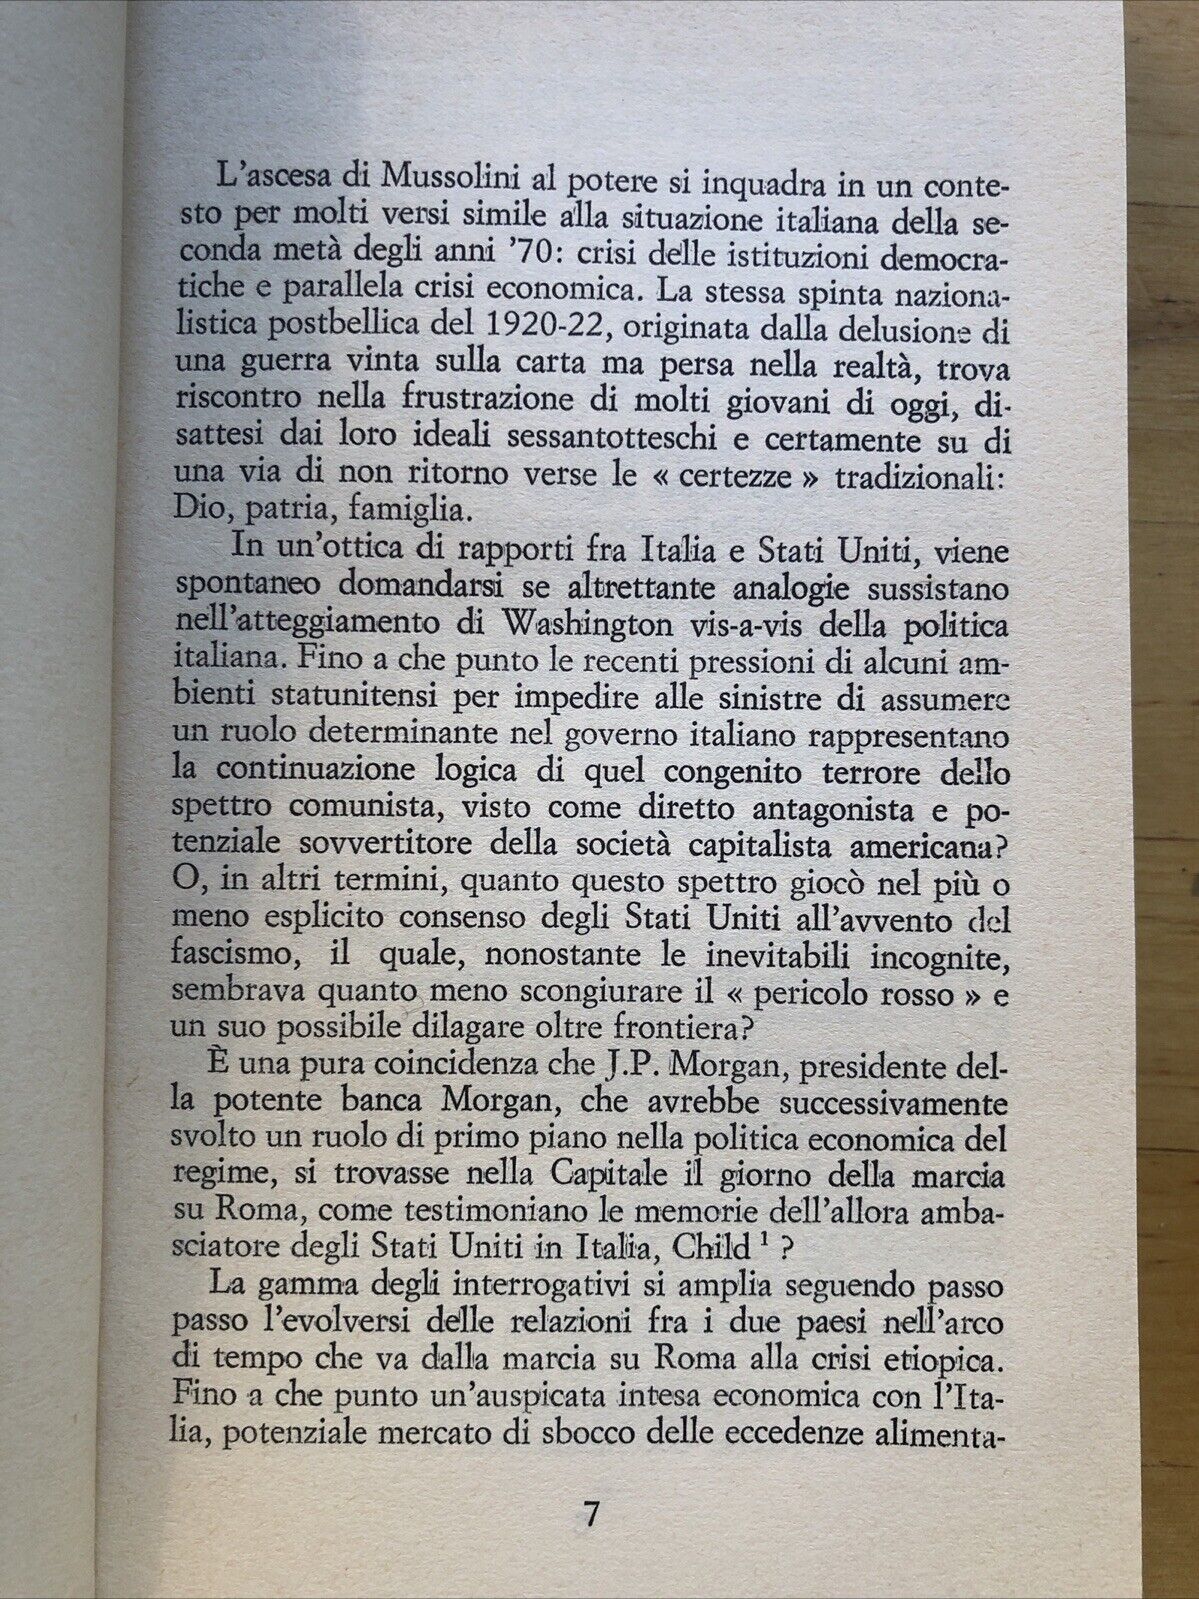 L'ascesa di Mussolini al potere si inquadra in un conte-
sto per molti versi simile alla situazione italiana della se-
conda metà degli anni '70: crisi delle istituzioni democra-
tiche e parallela crisi economica. La stessa spinta naziona-
listica postbellica del 1920-22, originata dalla delusione di
una guerra vinta sulla carta ma persa nella realtà, trova
riscontro nella frustrazione di molti giovani di oggi, di-
sattesi dai loro ideali sessantotteschi e certamente su di
una via di non ritorno verse le « certezze » tradizionali:
Dio, patria, famiglia.
In un'ottica di rapporti fra Italia e Stati Uniti, viene
spontaneo domandarsi se altrettante analogie sussistano
nell'atteggiamento di Washington vis-a-vis della politica
italiana. Fino a che punto le recenti pressioni di alcuni am-
bienti statunitensi per impedire alle sinistre di assumere
un ruolo determinante nel governo italiano rappresentano
la continuazione logica di quel congenito terrore dello
spettro comunista, visto come diretto antagonista e po-
tenziale sovvertitore della società capitalista americana?
O, in altri termini, quanto questo spettro giocò nel più o
meno esplicito consenso degli Stati Uniti all'avvento del
fascismo, il quale, nonostante le inevitabili incognite,
sembrava quanto meno scongiurare il « pericolo rosso » e
un suo possibile dilagare oltre frontiera?
È una pura coincidenza che J.P. Morgan, presidente del-
la potente banca Morgan, che avrebbe successivamente
svolto un ruolo di primo piano nella politica economica del
regime, si trovasse nella Capitale il giorno della marcia
su Roma, come testimoniano le memorie dell'allora amba-
sciatore degli Stati Uniti in Italia, Child ¹ ?
La gamma degli interrogativi si amplia seguendo passo
passo l'evolversi delle relazioni fra i due paesi nell'arco
di tempo che va dalla marcia su Roma alla crisi etiopica.
Fino a che punto un'auspicata intesa economica con l'Ita-
lia, potenziale mercato di sbocco delle eccedenze alimenta-
7